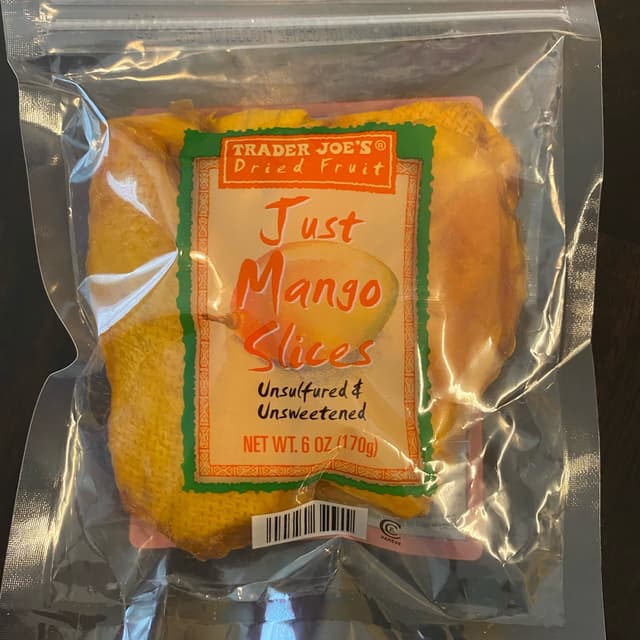 TRADER JOE'S®
Dried Fruit
Just
Mango
Slices
Unsulfured &
Unsweetened
NET WT. 6 OZ (170g)